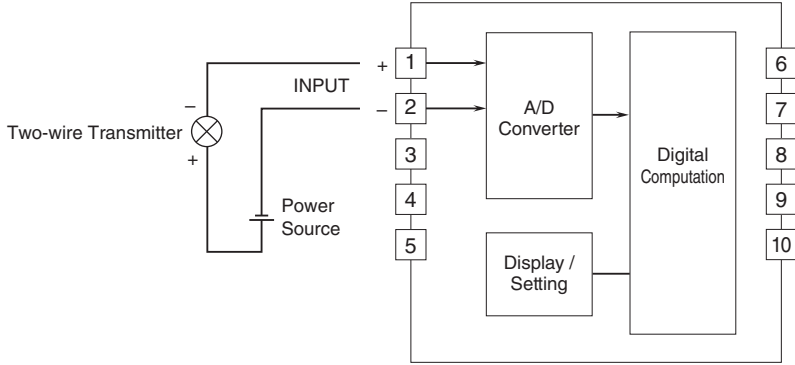 +
1
6
INPUT
–
2
7
A/D
Converter
–
Two-wire Transmitter
+
3
8
Digital
Computation
4
9
Power
Source
5
10
Display /
Setting